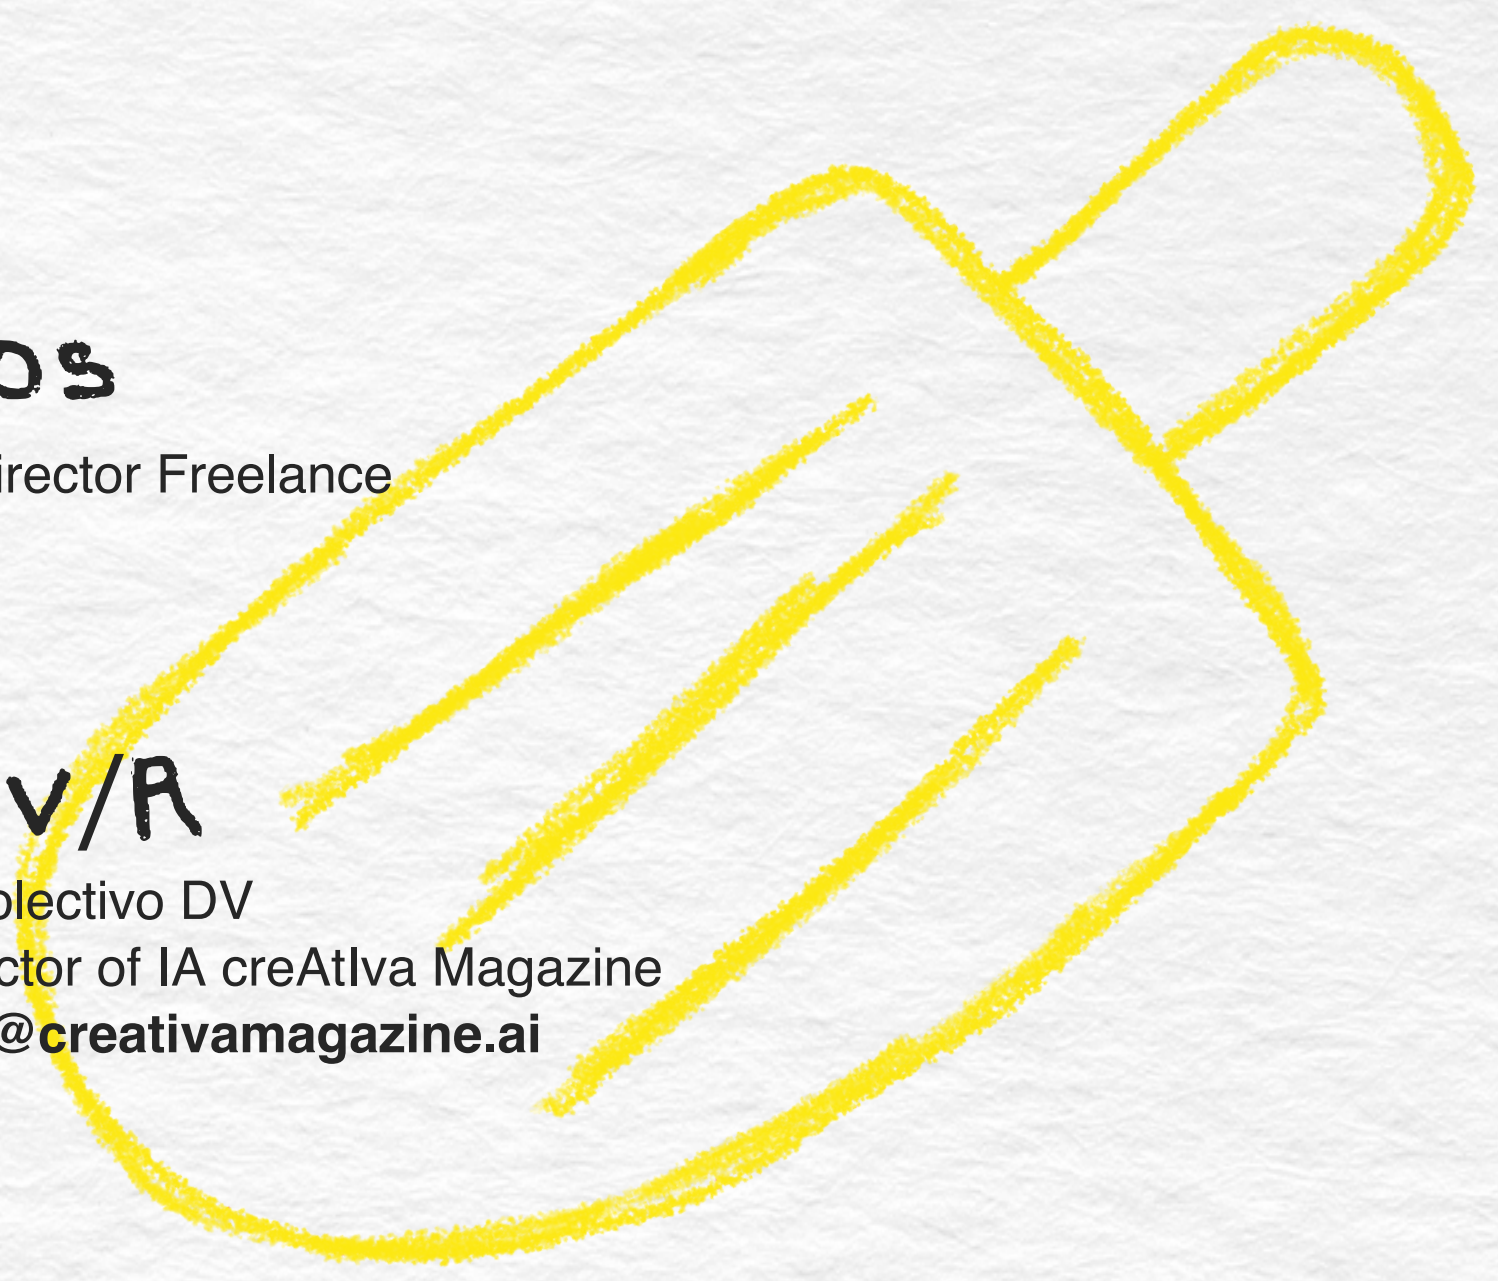 os
irector Freelance
v/R
olectivo DV
ctor of IA creAtIva Magazine
@creativamagazine.ai